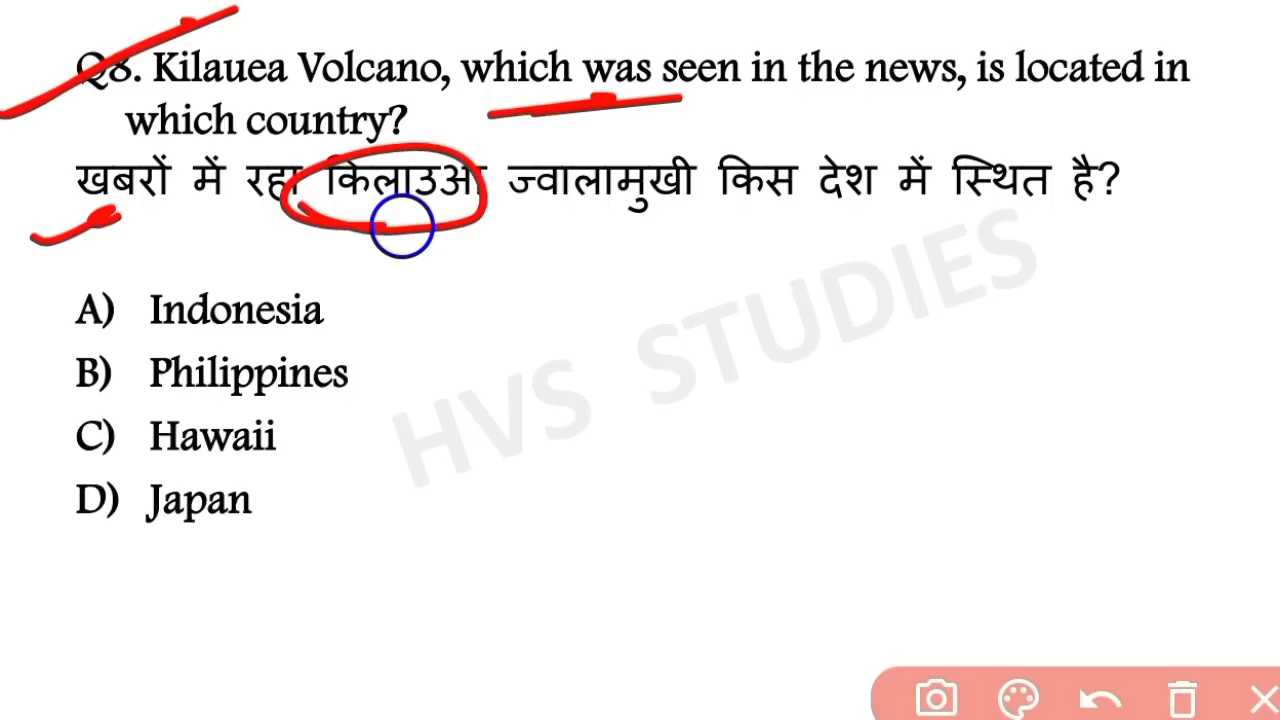 Q8. Kilauea Volcano, which was seen in the news, is located in
which country?
खबरों में रहा किलाउआ ज्वालामुखी किस देश में स्थित है?
A) Indonesia
B) Philippines
C) Hawaii
D) Japan
HVS STUDIES